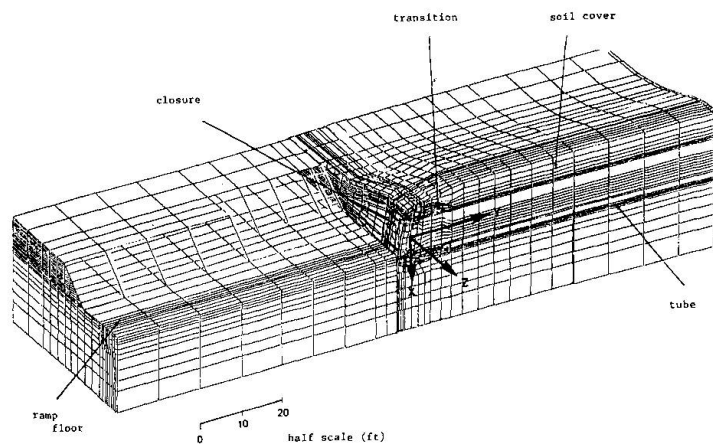 transition
soil cover
closure
Y
X
Z
tube
ramp
floor
0 10 20
half scale (ft)